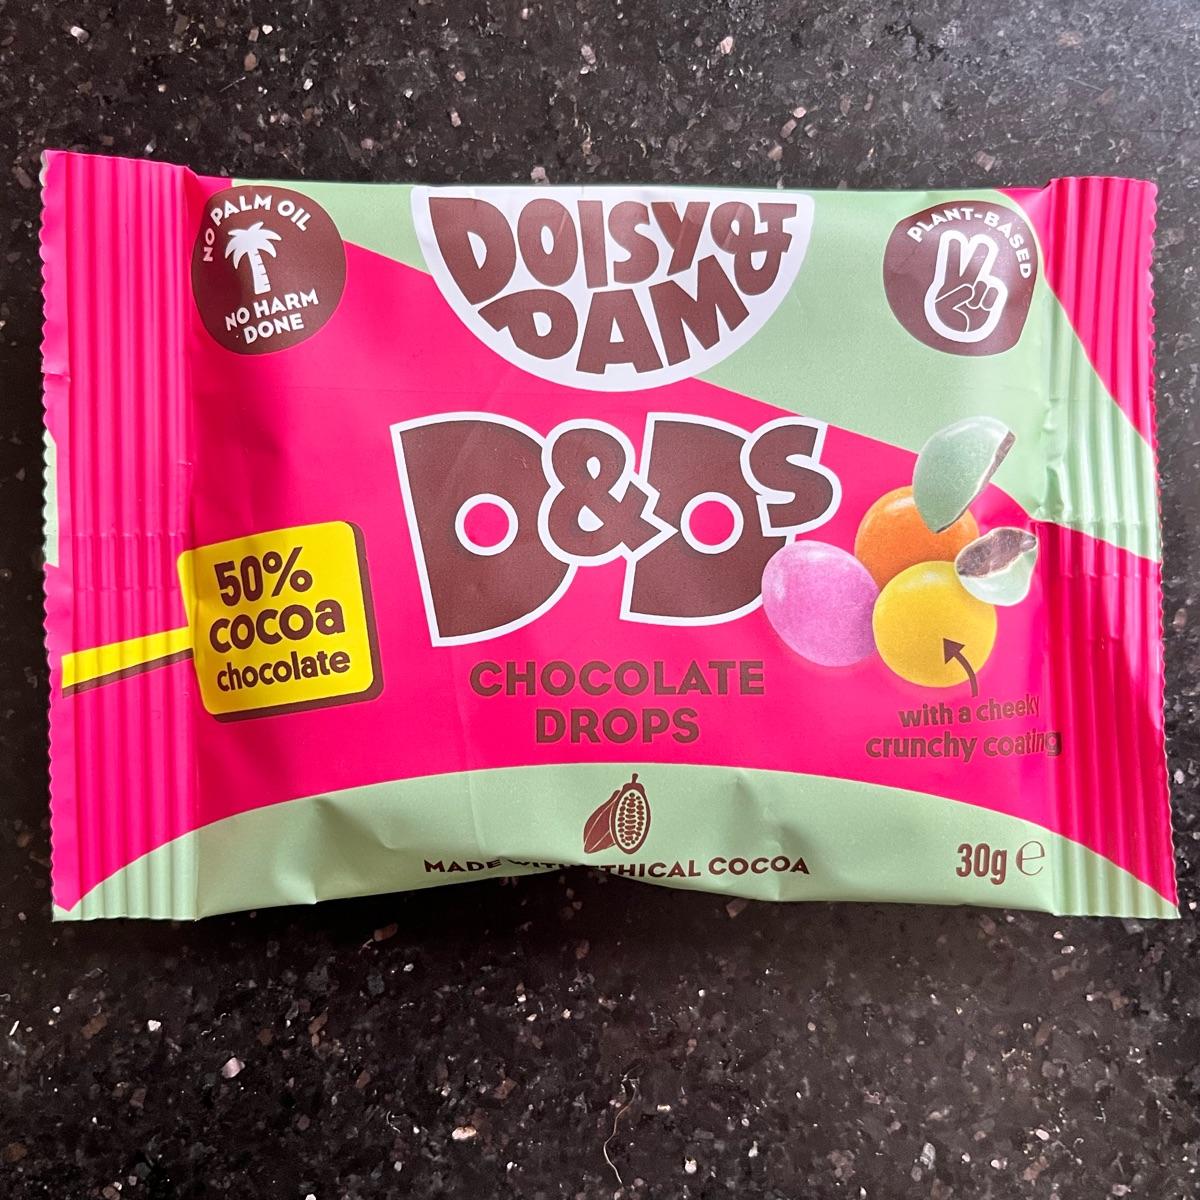 NO PALM OIL
NO HARM
DONE
DOISY &
DAM
PLANT-BASED
D&Ds
50%
cocoa
chocolate
CHOCOLATE
DROPS
with a cheeky
crunchy coating
MADE WITH ETHICAL COCOA
30g ℮